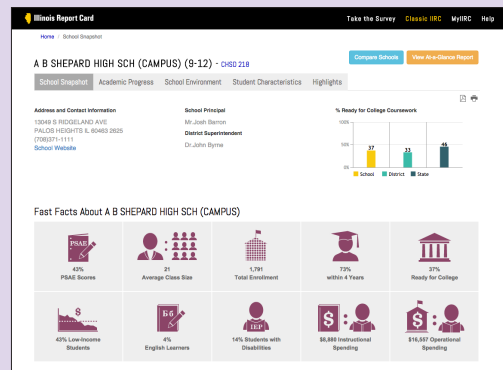 Illinois Report Card
Take the Survey Classic IIRC MyIIRC Help
Home / School Snapshot
A B SHEPARD HIGH SCH (CAMPUS) (9-12) - CHSD 218
Compare Schools
View At-a-Glance Report
School Snapshot Academic Progress School Environment Student Characteristics Highlights
Address and Contact Information
13049 S RIDGELAND AVE
PALOS HEIGHTS IL 60463 2625
(708)371-1111
School Website
School Principal
Mr.Josh Barron
District Superintendent
Dr.John Byrne
% Ready for College Coursework
100%
50%
0%
37
33
46
School District State
Fast Facts About A B SHEPARD HIGH SCH (CAMPUS)
PSAE
43%
PSAE Scores
21
Average Class Size
1,791
Total Enrollment
73%
within 4 Years
37%
Ready for College
$
43% Low-Income
Students
4%
English Learners
IEP
14% Students with
Disabilities
$
$8,880 Instructional
Spending
$
$16,557 Operational
Spending